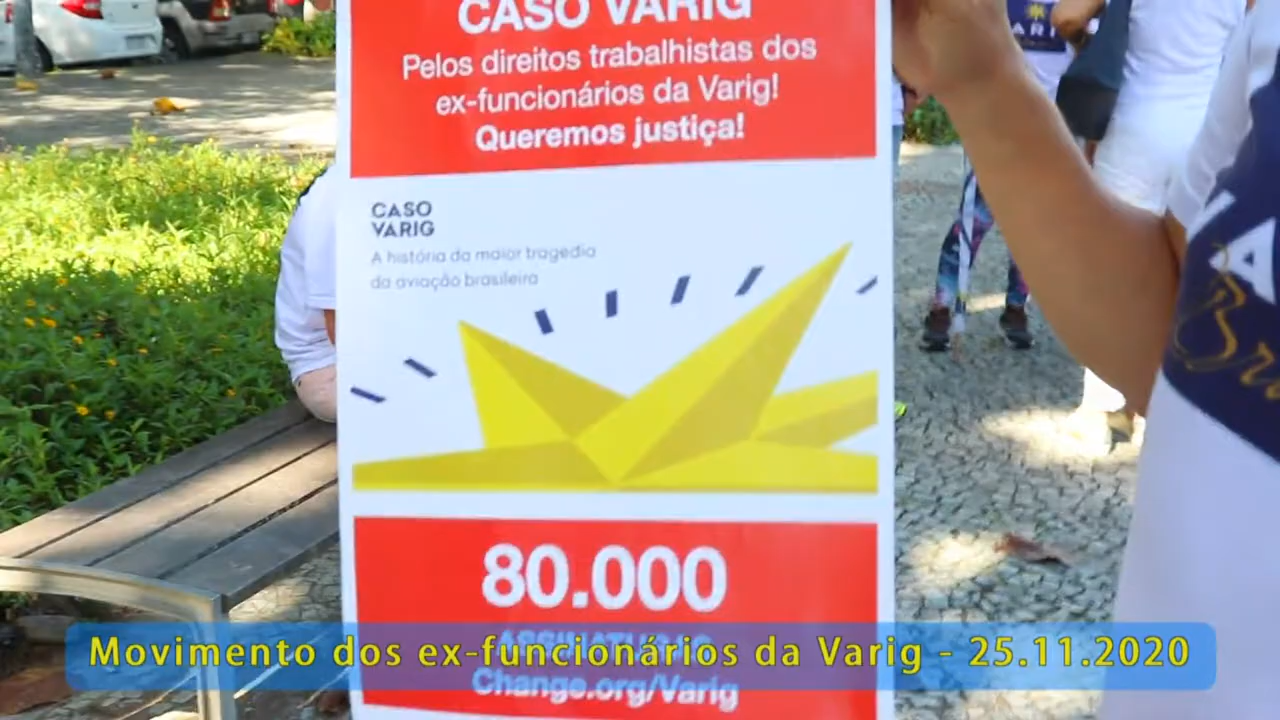 CASO VARIG
Pelos direitos trabalhistas dos
ex-funcionários da Varig!
Queremos justiça!
CASO
VARIG
A história da maior tragedia
da aviação brasileira
80.000
ASSINATURAS
Change.org/Varig
Movimento dos ex-funcionários da Varig - 25.11.2020